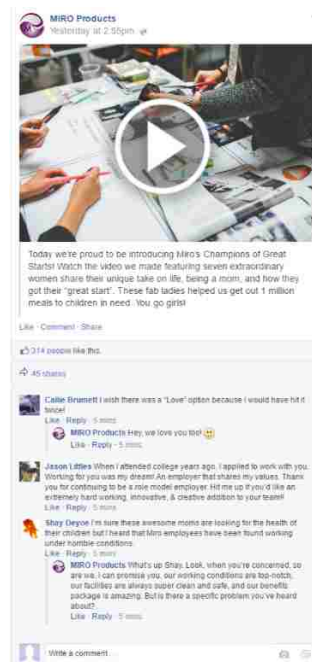 MIRO Products
Yesterday at 2:55pm
Today we're proud to be introducing Miro's Champions of Great
Starts! Watch the video we made featuring seven extraordinary
women share their unique take on life, being a mom, and how they
got their "great start". These fab ladies helped us get out 1 million
meals to children in need. You go girls!
Like · Comment · Share
314 people like this.
45 shares
Callie Brumett I wish there was a "Love" option because I would have hit it
twice!
Like · Reply · 5 mins
MIRO Products Hey, we love you too!
Like · Reply · 5 mins
Jason Littles When I attended college years ago, I applied to work with you.
Working for you was my dream! An employer that shares my values. Thank
you for continuing to be a role model employer. Hit me up if you'd like an
extremely hard working, innovative, & creative addition to your team!!
Like · Reply · 5 mins
Shay Deyoe I'm sure these awesome moms are looking for the health of
their children but I heard that Miro employees have been found working
under horrible conditions.
Like · Reply · 5 mins
MIRO Products What's up Shay. Look, when you're concerned, so
are we. I can promise you, our working conditions are top-notch,
our facilities are always super clean and safe, and our benefits
package is amazing. But is there a specific problem you've heard
about?
Like · Reply · 5 mins
Write a comment...